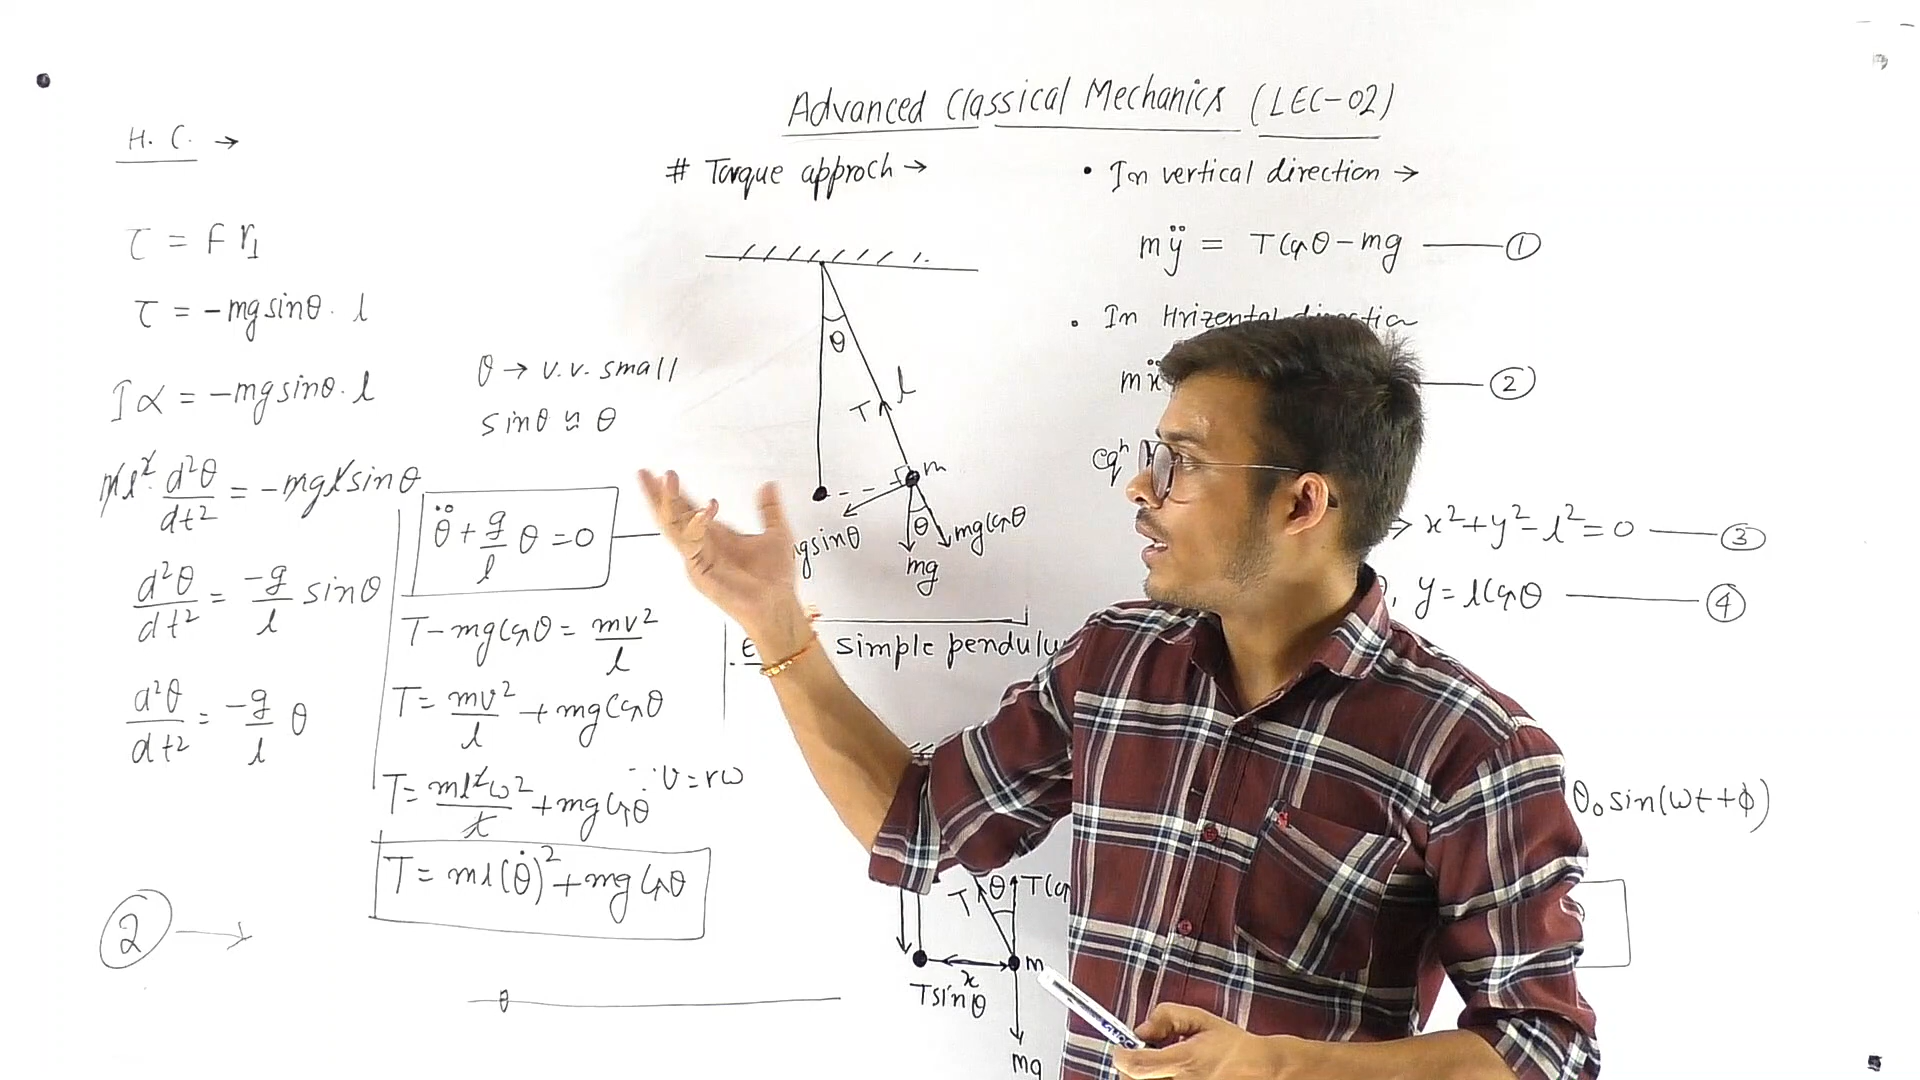 Advanced Classical Mechanics (LEC-02)
H. C. →
τ = F r⊥
τ = -mg sinθ · l
Iα = -mg sinθ · l
ml² · d²θ/dt² = -mgl sinθ
d²θ/dt² = -g/l sinθ
d²θ/dt² = -g/l θ
② →
θ → v.v. small
sinθ ≈ θ
θ̈ + g/l θ = 0
T - mg Cosθ = mv²/l
T = mv²/l + mg Cosθ
T = ml²ω²/l + mg Cosθ
∵ v = rω
T = ml(θ̇)² + mg Cosθ
θ
# Torque approch →
θ
l
T
m
θ
mg Cosθ
mg
simple pendulu
T
θ
m
x
T sinθ
mg
• In vertical direction →
mÿ = T Cosθ - mg — ①
• In Hrizental
mẍ — ②
eqⁿ
x² + y² - l² = 0 — ③
y = l Cosθ — ④
θ₀ sin(ωt + φ)